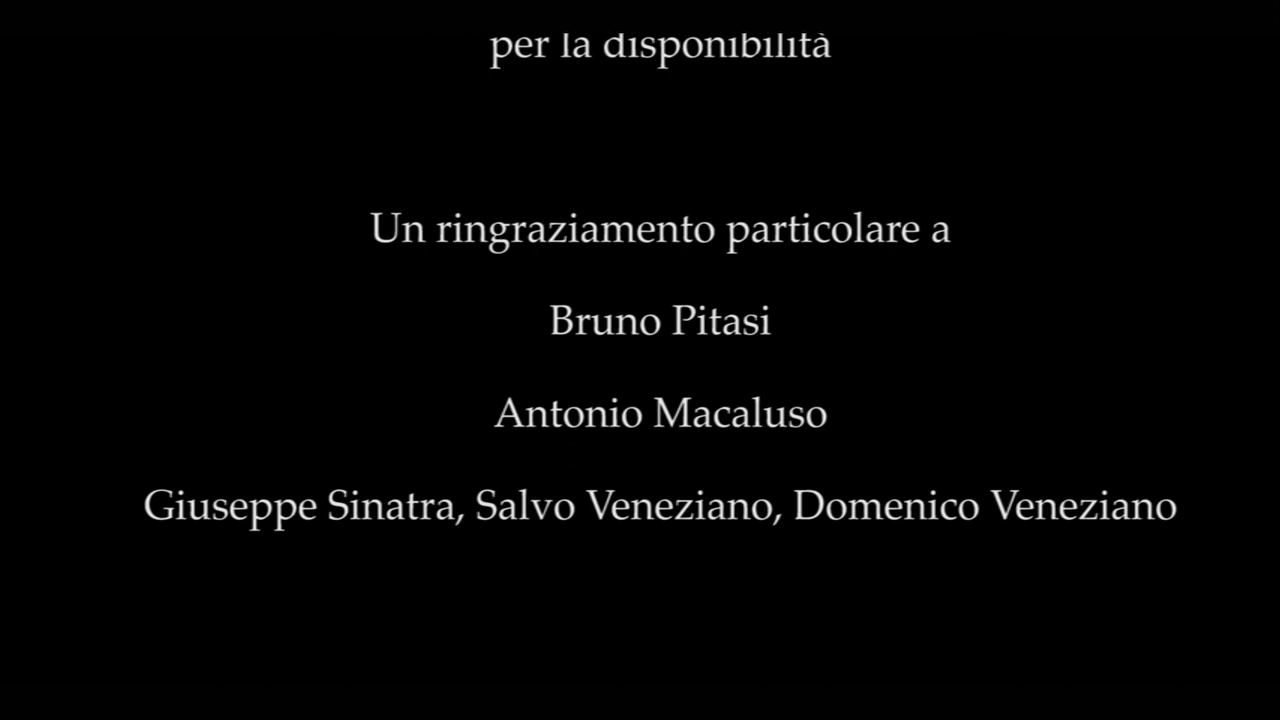 per la disponibilità
Un ringraziamento particolare a
Bruno Pitasi
Antonio Macaluso
Giuseppe Sinatra, Salvo Veneziano, Domenico Veneziano